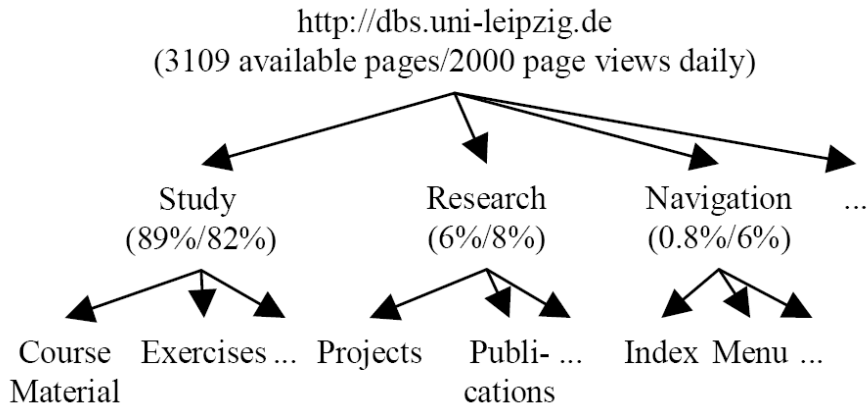 http://dbs.uni-leipzig.de
(3109 available pages/2000 page views daily)
Study Research Navigation ...
(89%/82%) (6%/8%) (0.8%/6%)
Course Exercises ... Projects Publi- ... Index Menu ...
Material cations